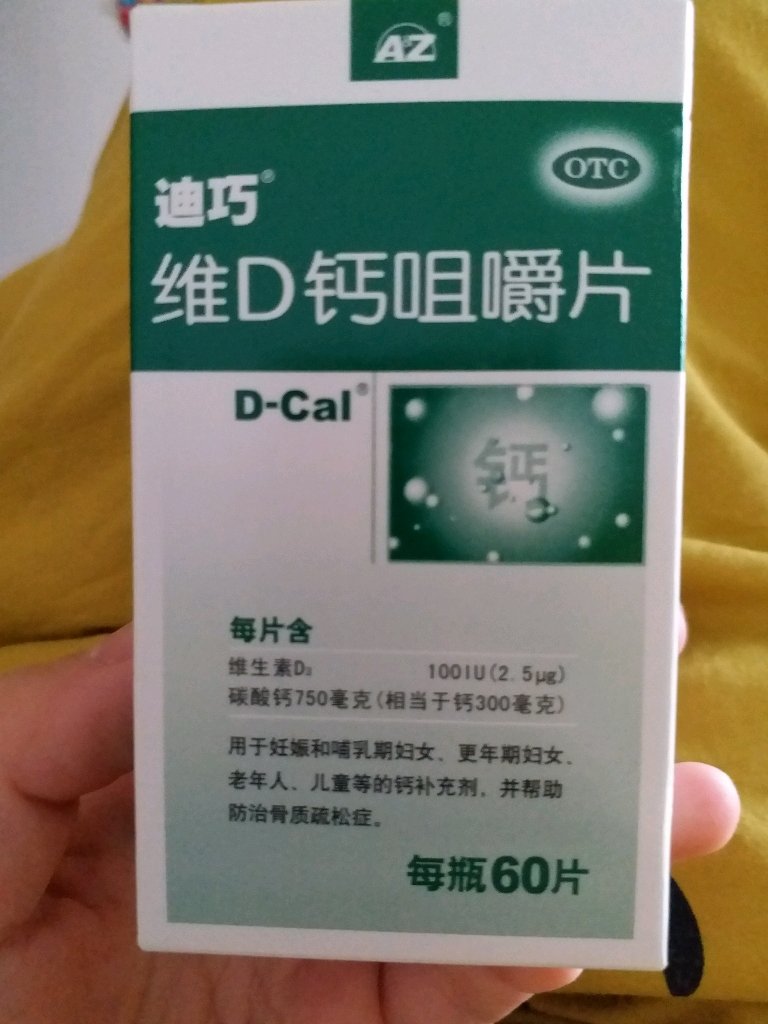 A&Z®
OTC
迪巧®
维D钙咀嚼片
D-Cal®
钙
每片含
维生素D₃ 100IU(2.5μg)
碳酸钙750毫克(相当于钙300毫克)
用于妊娠和哺乳期妇女、更年期妇女、
老年人、儿童等的钙补充剂，并帮助
防治骨质疏松症。
每瓶60片